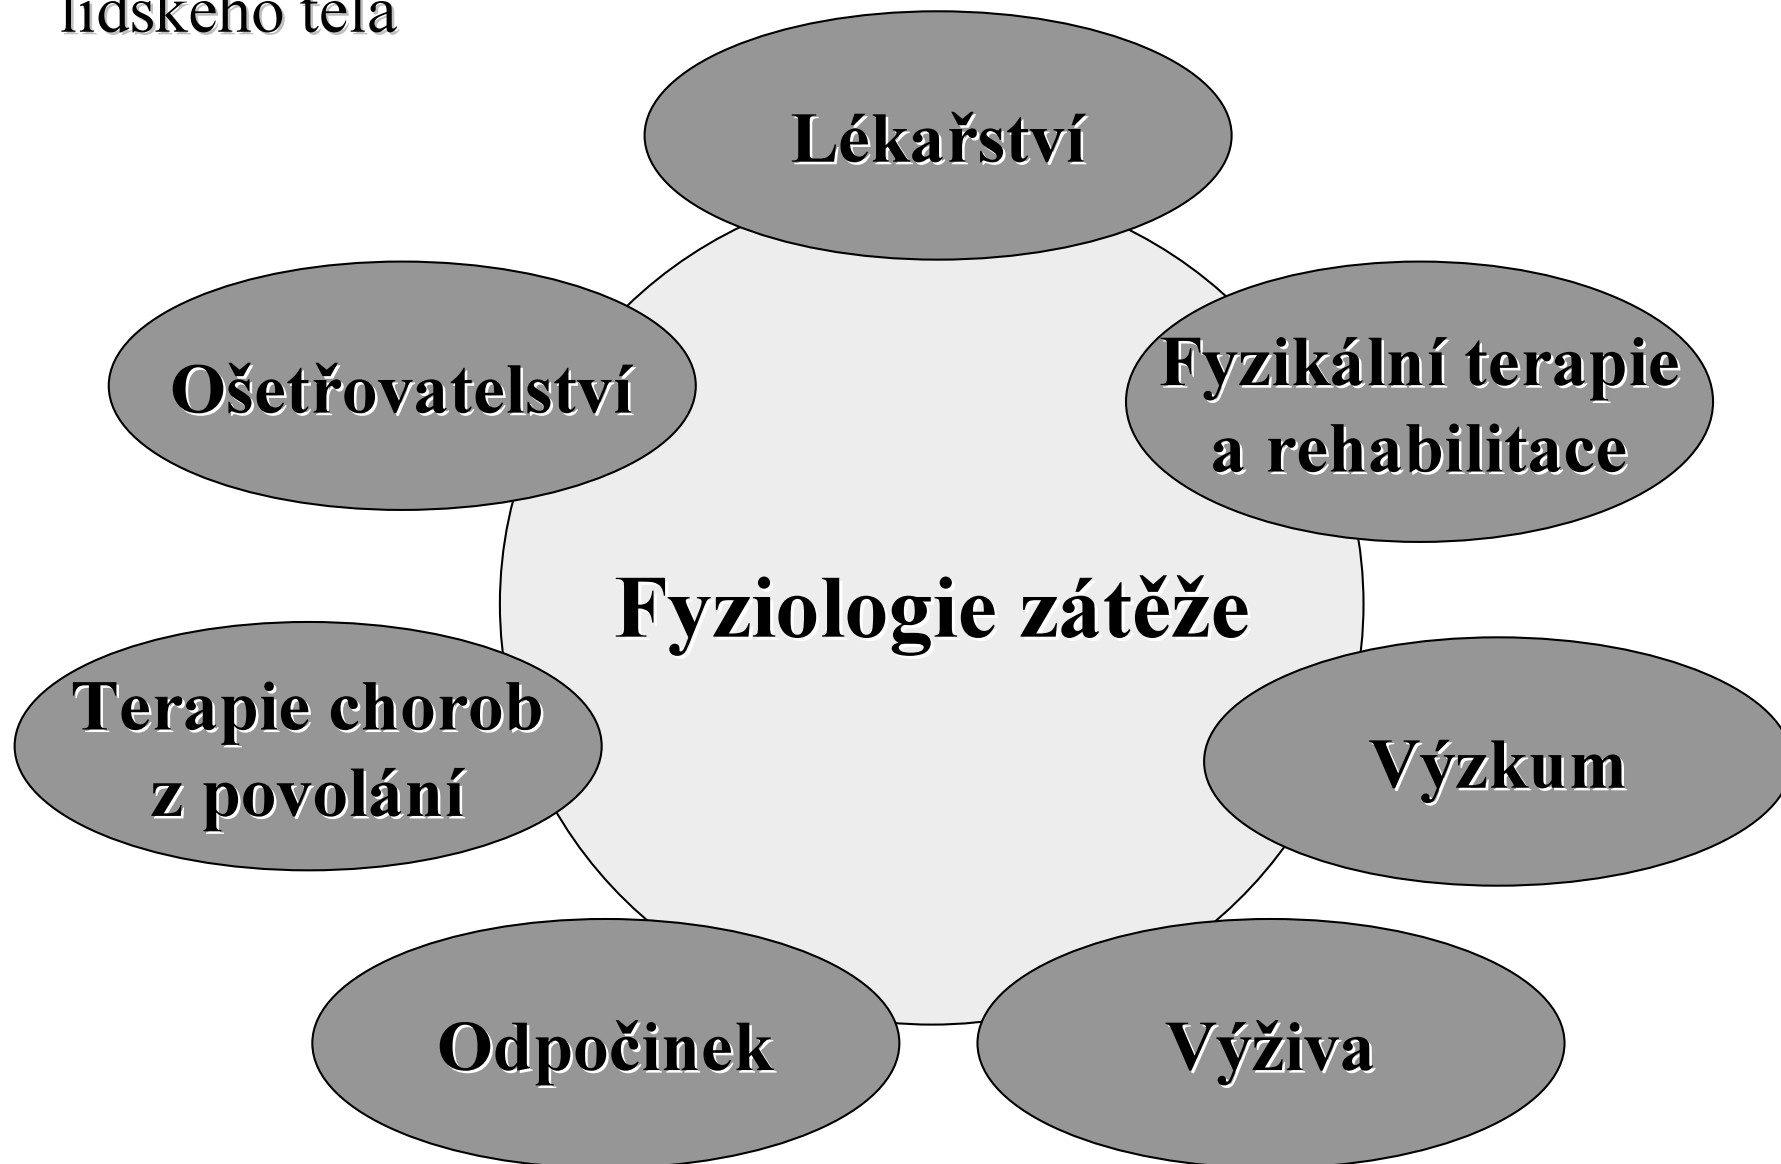 lidského těla
Lékařství
Ošetřovatelství
Fyzikální terapie
a rehabilitace
Fyziologie zátěže
Terapie chorob
z povolání
Výzkum
Odpočinek
Výživa